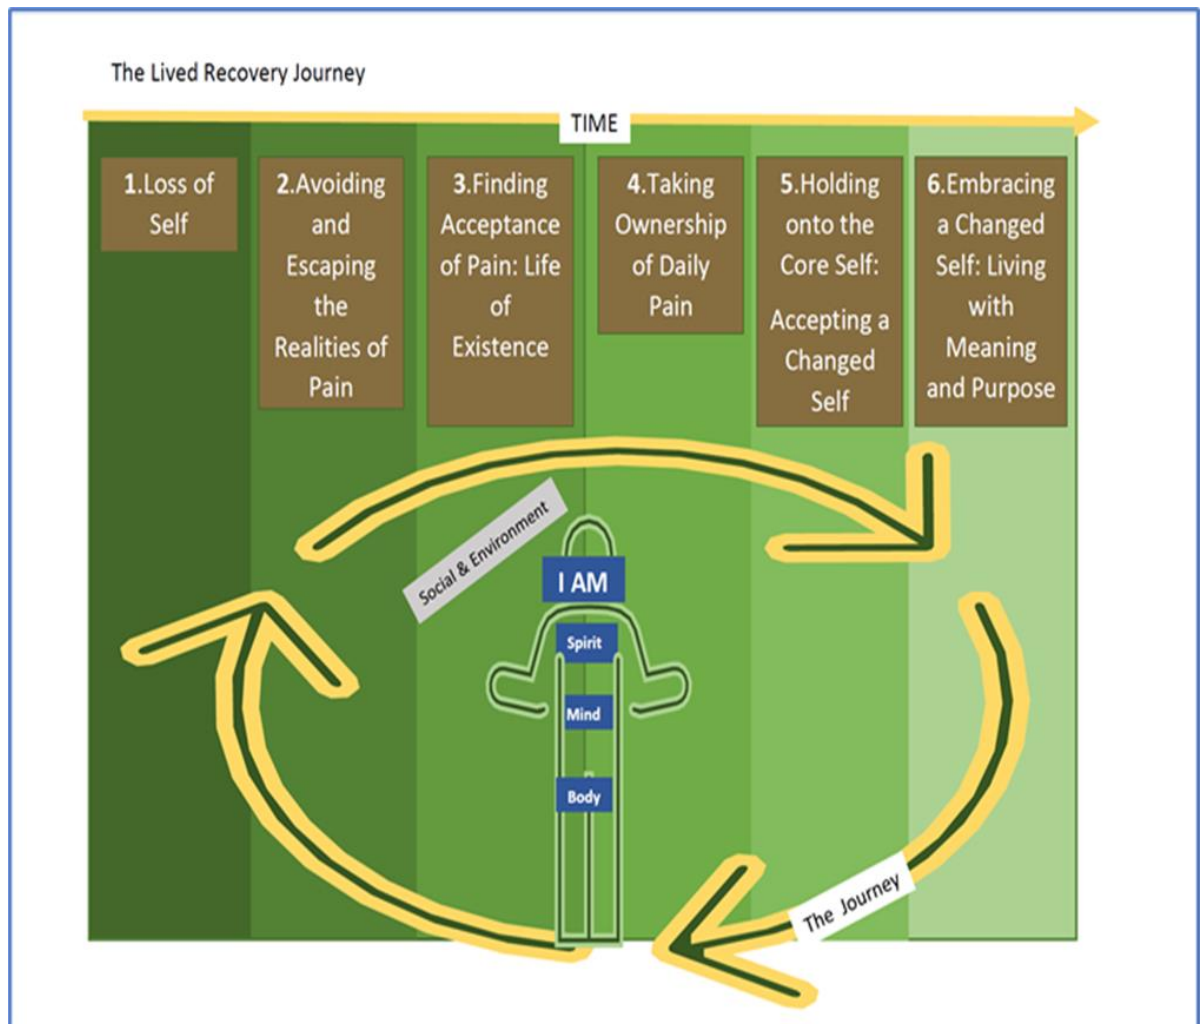 The Lived Recovery Journey
TIME
1.Loss of
Self
2.Avoiding
and
Escaping
the
Realities of
Pain
3.Finding
Acceptance
of Pain: Life
of
Existence
4.Taking
Ownership
of Daily
Pain
5.Holding
onto the
Core Self:
Accepting a
Changed
Self
6.Embracing
a Changed
Self: Living
with
Meaning
and Purpose
Social & Environment
I AM
Spirit
Mind
Body
The Journey